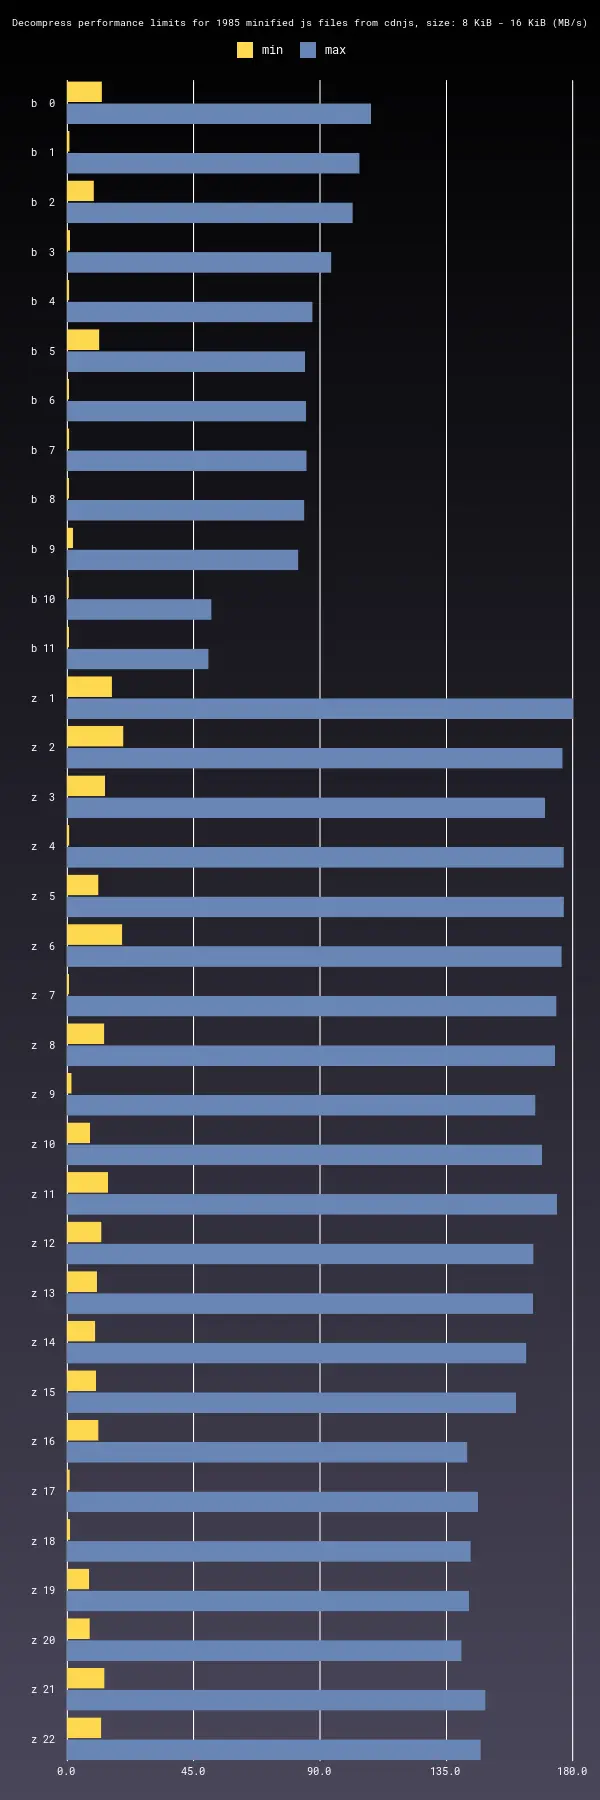 Decompress performance limits for 1985 minified js files from cdnjs, size: 8 KiB - 16 KiB (MB/s)
min max
b 0
b 1
b 2
b 3
b 4
b 5
b 6
b 7
b 8
b 9
b 10
b 11
z 1
z 2
z 3
z 4
z 5
z 6
z 7
z 8
z 9
z 10
z 11
z 12
z 13
z 14
z 15
z 16
z 17
z 18
z 19
z 20
z 21
z 22
0.0 45.0 90.0 135.0 180.0